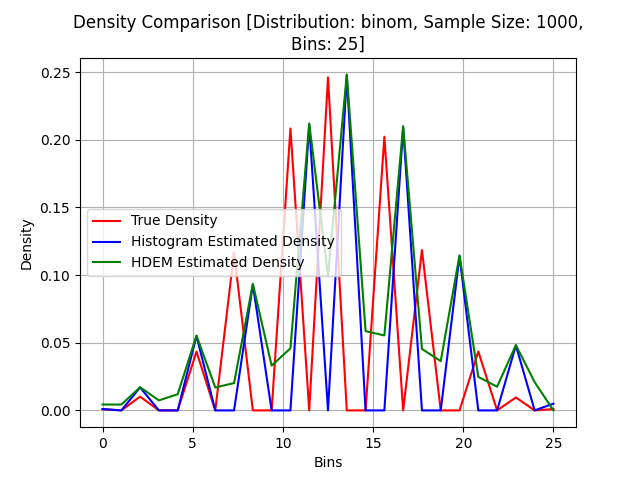 Density Comparison [Distribution: binom, Sample Size: 1000,
Bins: 25]
0.25
0.20
0.15
0.10
0.05
0.00
Density
True Density
Histogram Estimated Density
HDEM Estimated Density
0 5 10 15 20 25
Bins